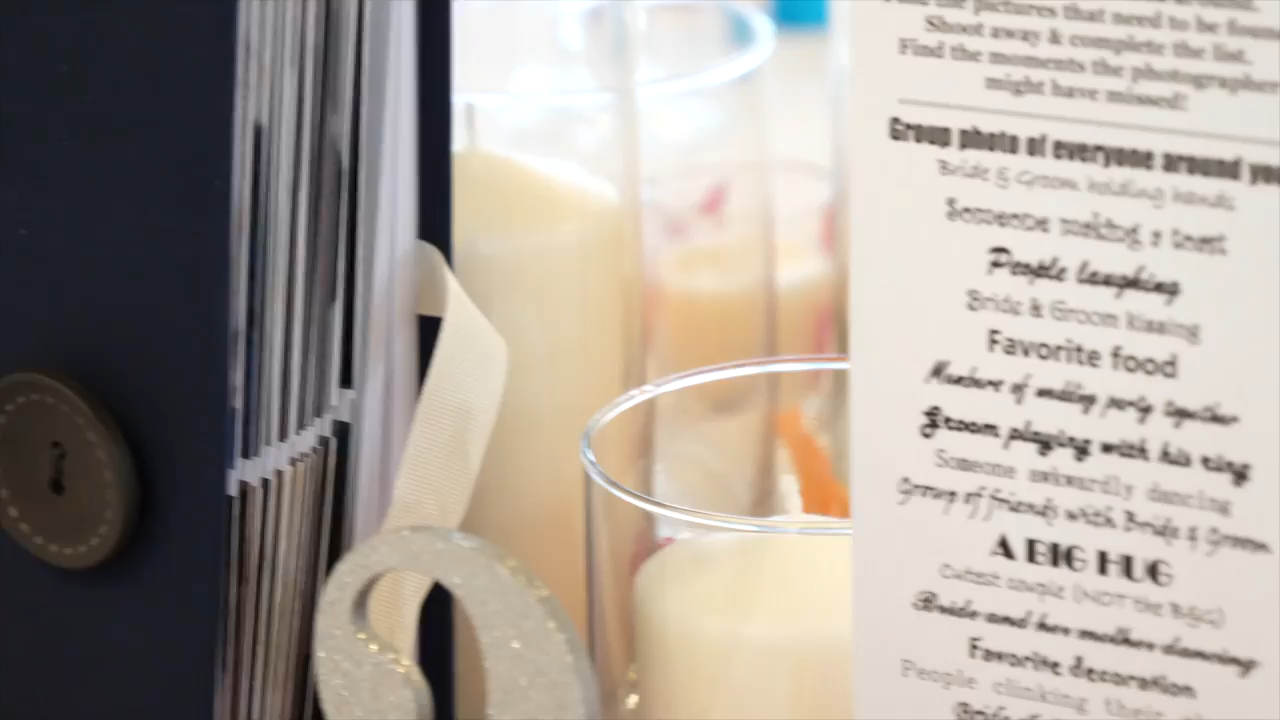 the pictures that need to be foun
Shoot away & complete the list.
Find the moments the photographer
might have missed!
Group photo of everyone around you
Bride & Groom holding hands
Someone making a toast
People laughing
Bride & Groom kissing
Favorite food
Members of wedding party together
Groom playing with his ring
Someone awkwardly dancing
Group of friends with Bride & Groom
A BIG HUG
Cutest couple (NOT the B&G)
Bride and her mother dancing
Favorite decoration
People clinking their